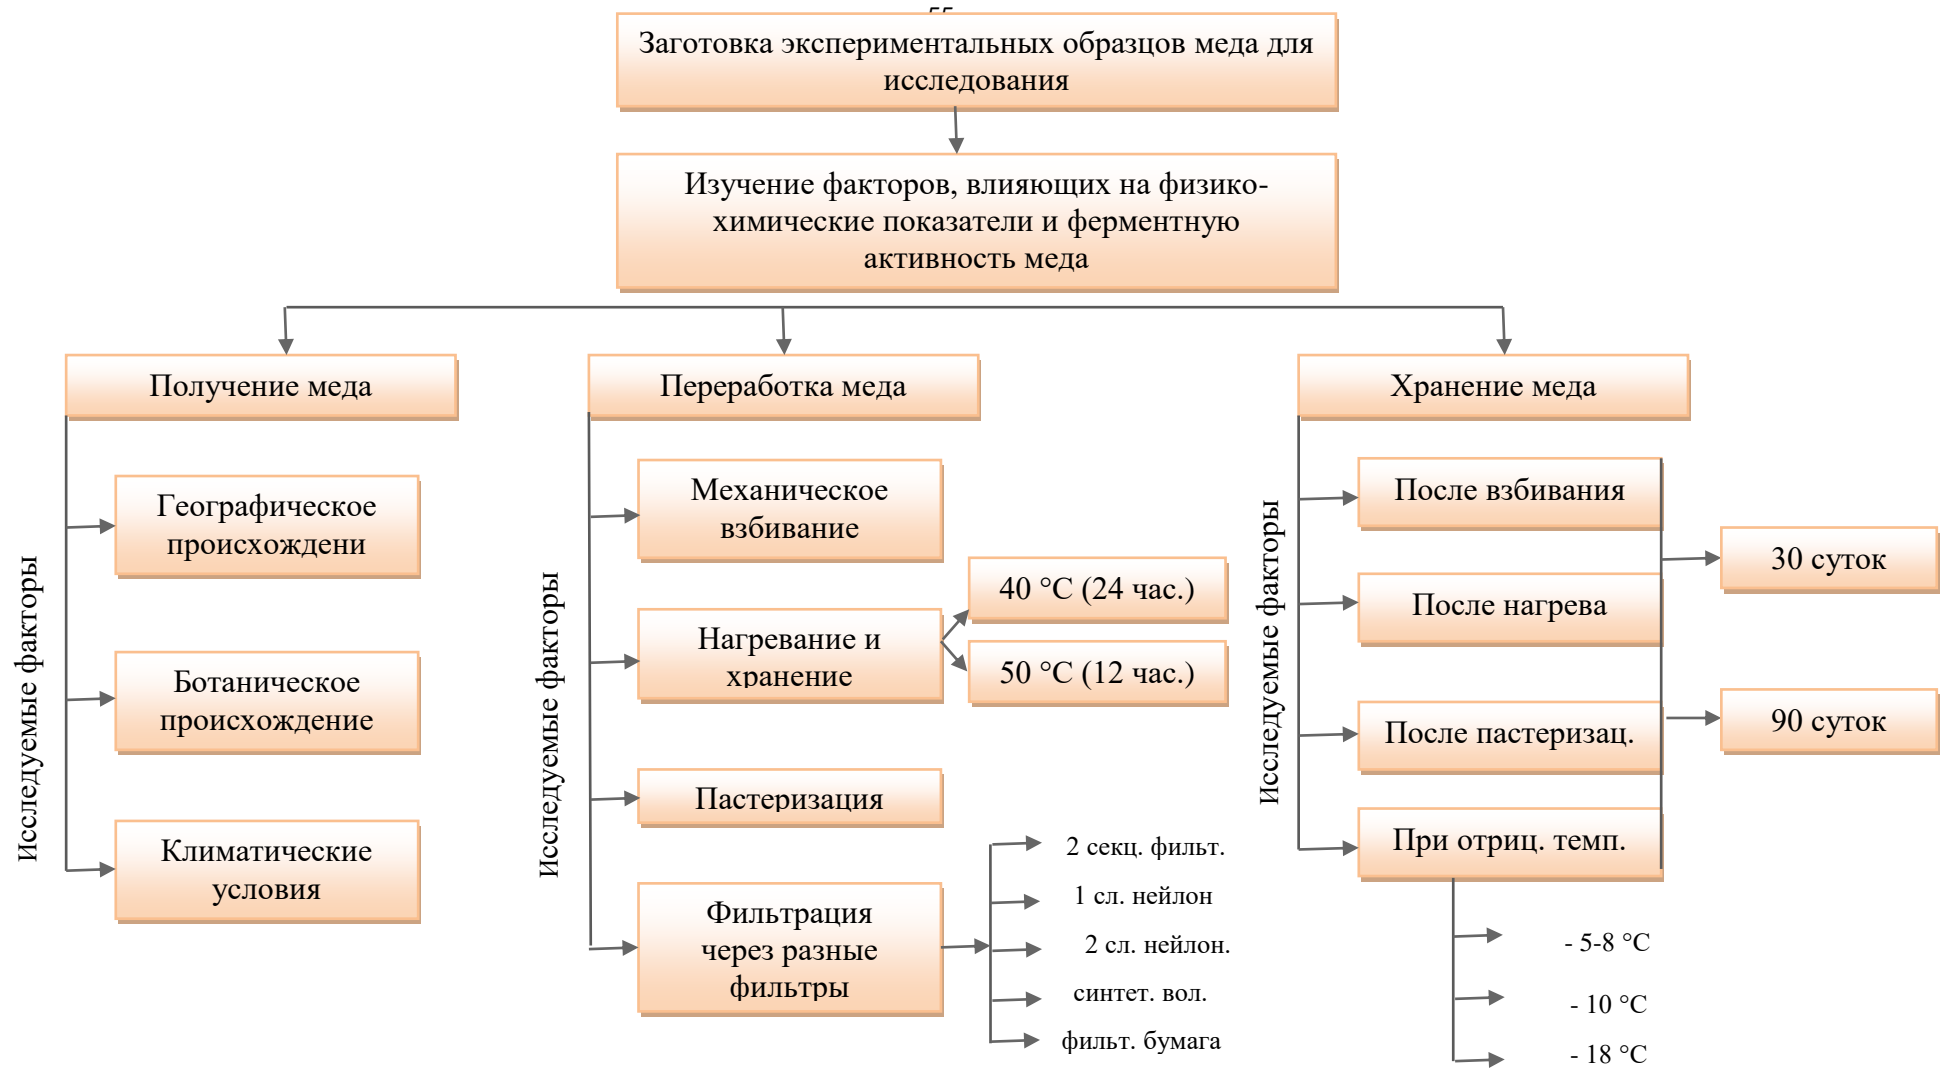 55
Заготовка экспериментальных образцов меда для
исследования
Изучение факторов, влияющих на физико-
химические показатели и ферментную
активность меда
Получение меда
Переработка меда
Хранение меда
Исследуемые факторы
Географическое
происхождени
Ботаническое
происхождение
Климатические
условия
Исследуемые факторы
Механическое
взбивание
Нагревание и
хранение
40 °С (24 час.)
50 °С (12 час.)
Пастеризация
Фильтрация
через разные
фильтры
2 секц. фильт.
1 сл. нейлон
2 сл. нейлон.
синтет. вол.
фильт. бумага
Исследуемые факторы
После взбивания
После нагрева
После пастеризац.
При отриц. темп.
30 суток
90 суток
- 5-8 °С
- 10 °С
- 18 °С